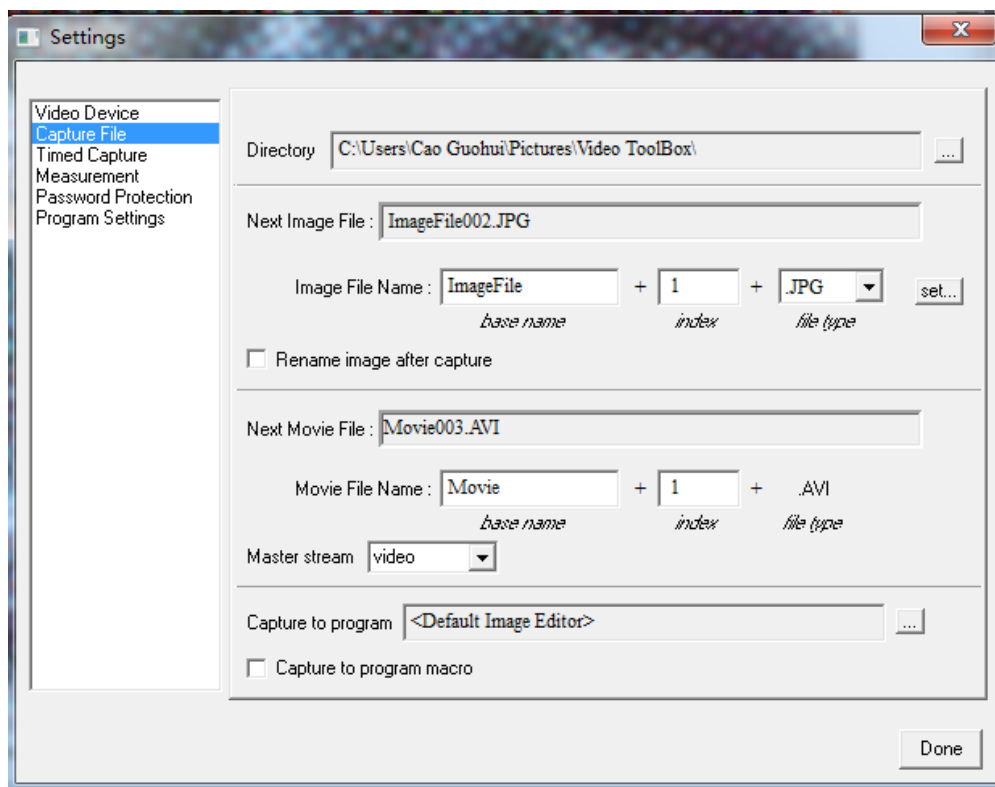 Settings
Video Device
Capture File
Timed Capture
Measurement
Password Protection
Program Settings
Directory C:\Users\Cao Guohui\Pictures\Video ToolBox\ ...
Next Image File : ImageFile002.JPG
Image File Name : ImageFile + 1 + .JPG set...
base name index file type
Rename image after capture
Next Movie File : Movie003.AVI
Movie File Name : Movie + 1 + .AVI
base name index file type
Master stream video
Capture to program <Default Image Editor> ...
Capture to program macro
Done